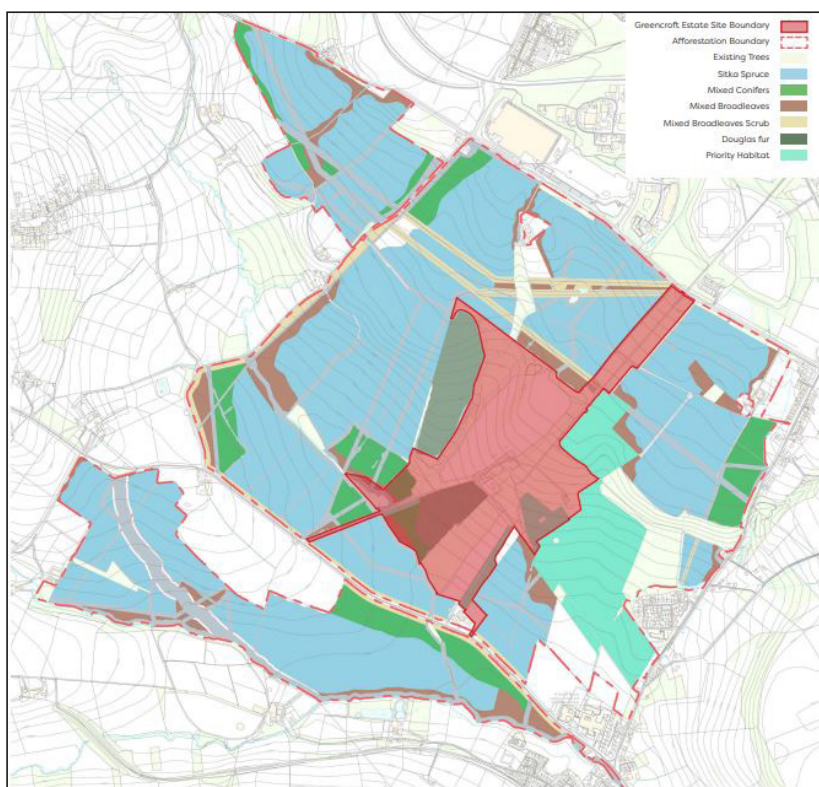 Greencroft Estate Site Boundary
Afforestation Boundary
Existing Trees
Sitka Spruce
Mixed Conifers
Mixed Broadleaves
Mixed Broadleaves Scrub
Douglas fur
Priority Habitat